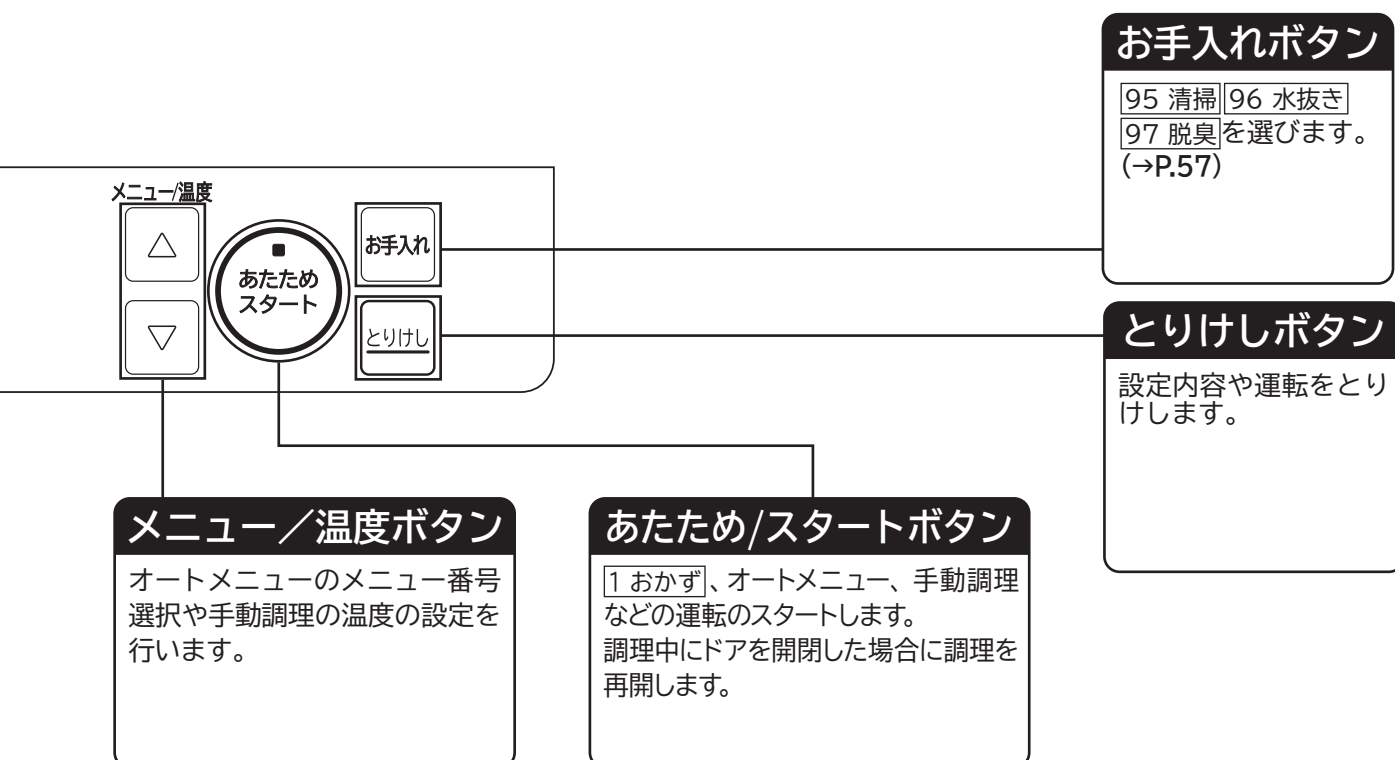 お手入れボタン
95 清掃 96 水抜き
97 脱臭を選びます。
(→P.57)
メニュー/温度
△
▽
あたため
スタート
お手入れ
とりけし
とりけしボタン
設定内容や運転をとり
けします。
メニュー／温度ボタン
オートメニューのメニュー番号
選択や手動調理の温度の設定を
行います。
あたため/スタートボタン
1 おかず、オートメニュー、手動調理
などの運転のスタートします。
調理中にドアを開閉した場合に調理を
再開します。